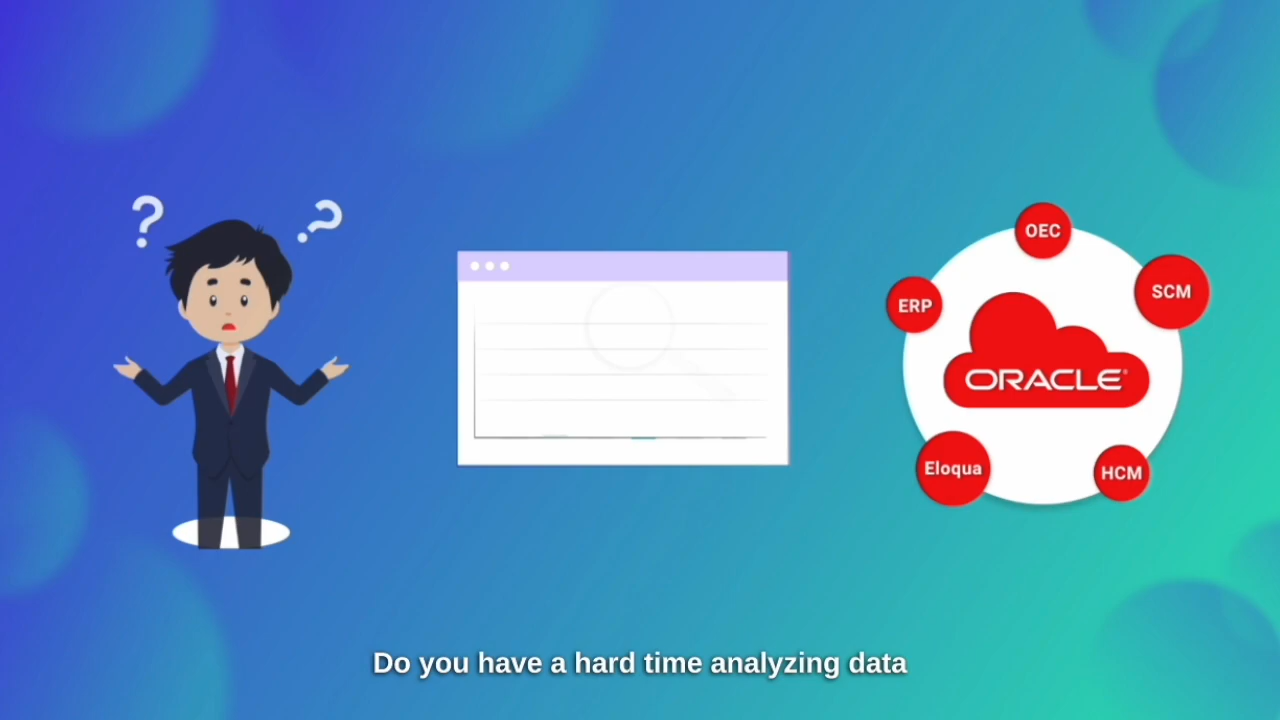 ?
?
OEC
SCM
ERP
ORACLE®
Eloqua
HCM
Do you have a hard time analyzing data